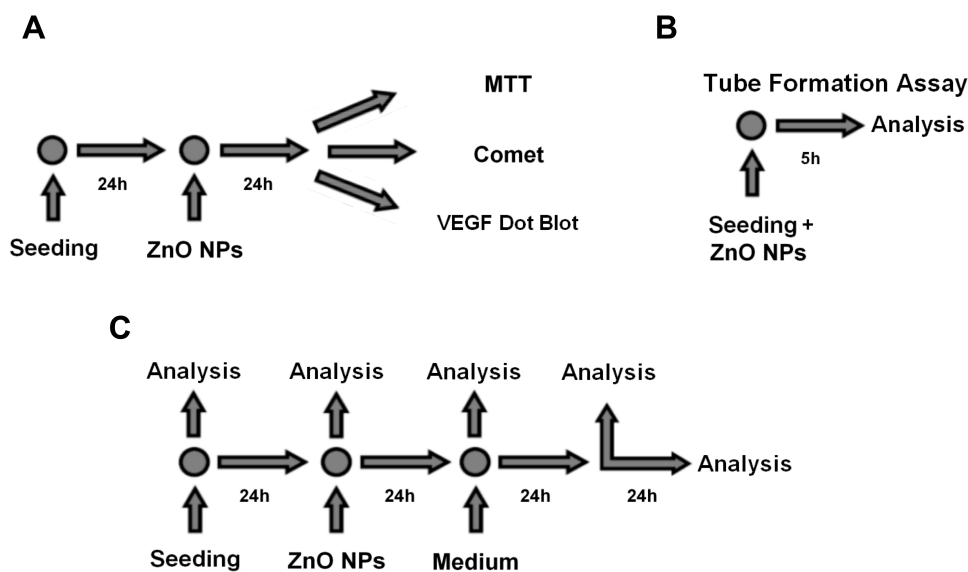 A
MTT
Comet
VEGF Dot Blot
24h
24h
Seeding
ZnO NPs
B
Tube Formation Assay
Analysis
5h
Seeding +
ZnO NPs
C
Analysis
Analysis
Analysis
Analysis
Analysis
24h
24h
24h
24h
Seeding
ZnO NPs
Medium